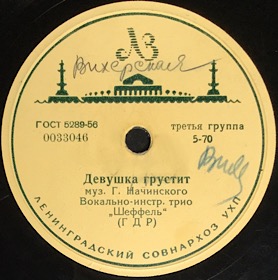 ЛЗ
Вихерская
ГОСТ 5289-56
0033046
третья группа
5-70
Девушка грустит
муз. Г. Мачинского
Вокально-инстр. трио
„Шеффель"
(Г Д Р)
ЛЕНИНГРАДСКИЙ СОВНАРХОЗ УХП